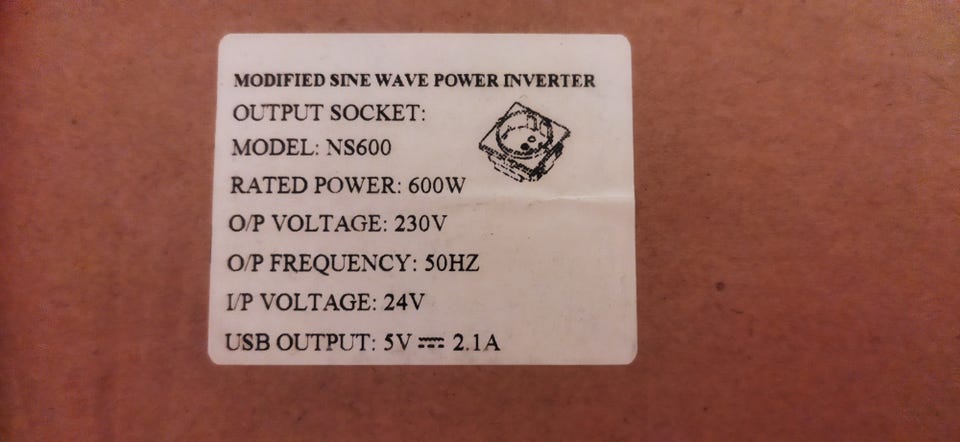 MODIFIED SINE WAVE POWER INVERTER
OUTPUT SOCKET:
MODEL: NS600
RATED POWER: 600W
O/P VOLTAGE: 230V
O/P FREQUENCY: 50HZ
I/P VOLTAGE: 24V
USB OUTPUT: 5V ⎓ 2.1A